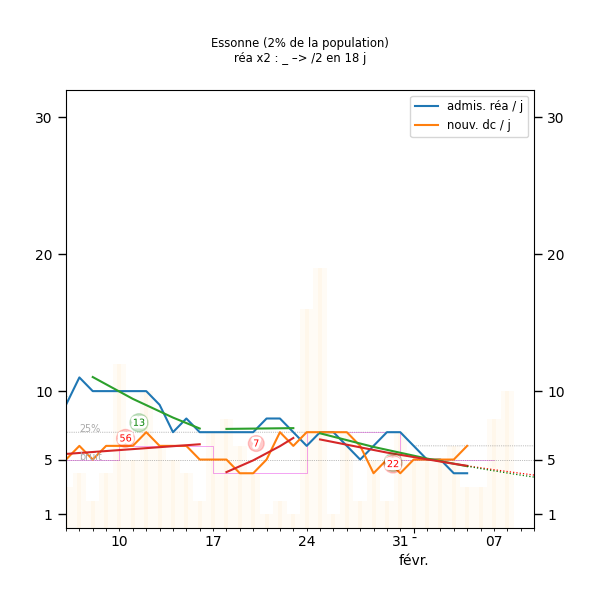 Essonne (2% de la population)
réa x2 : _ –> /2 en 18 j
admis. réa / j
nouv. dc / j
30 30
20 20
10 10
25%
13
56
7
22
5 5
1 1
10 17 24 31 - 07
févr.